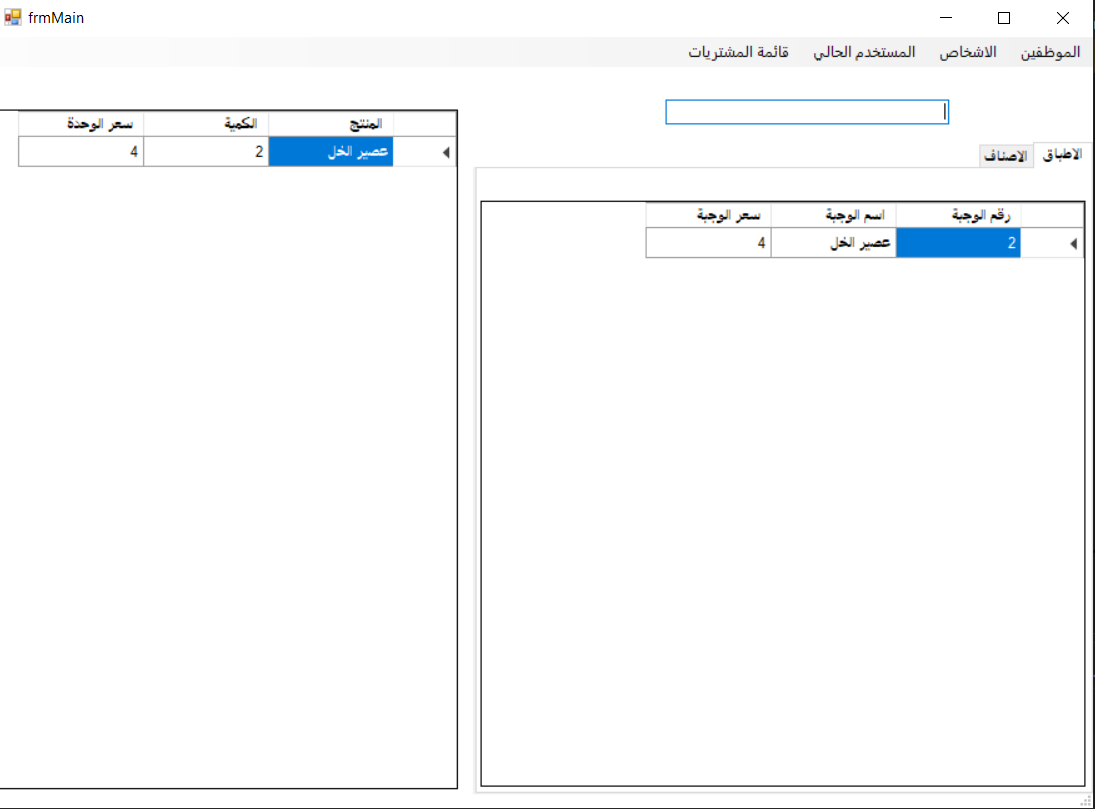 frmMain
الموظفين الاشخاص المستخدم الحالي قائمة المشتريات
الاطباق الاصناف
رقم الوجبة اسم الوجبة سعر الوجبة
2 عصير الخل 4
المنتج الكمية سعر الوحدة
عصير الخل 2 4